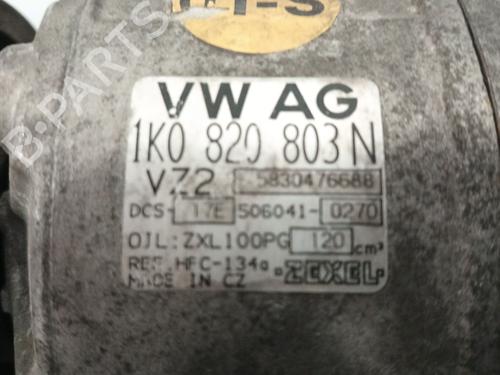 VW AG
1K0 820 803 N
VZ2 5830476688
DCS-17E 506041-0270
OIL: ZXL100PG 120 cm³
REF. HFC-134a ZEXEL
MADE IN CZ
B-PARTS